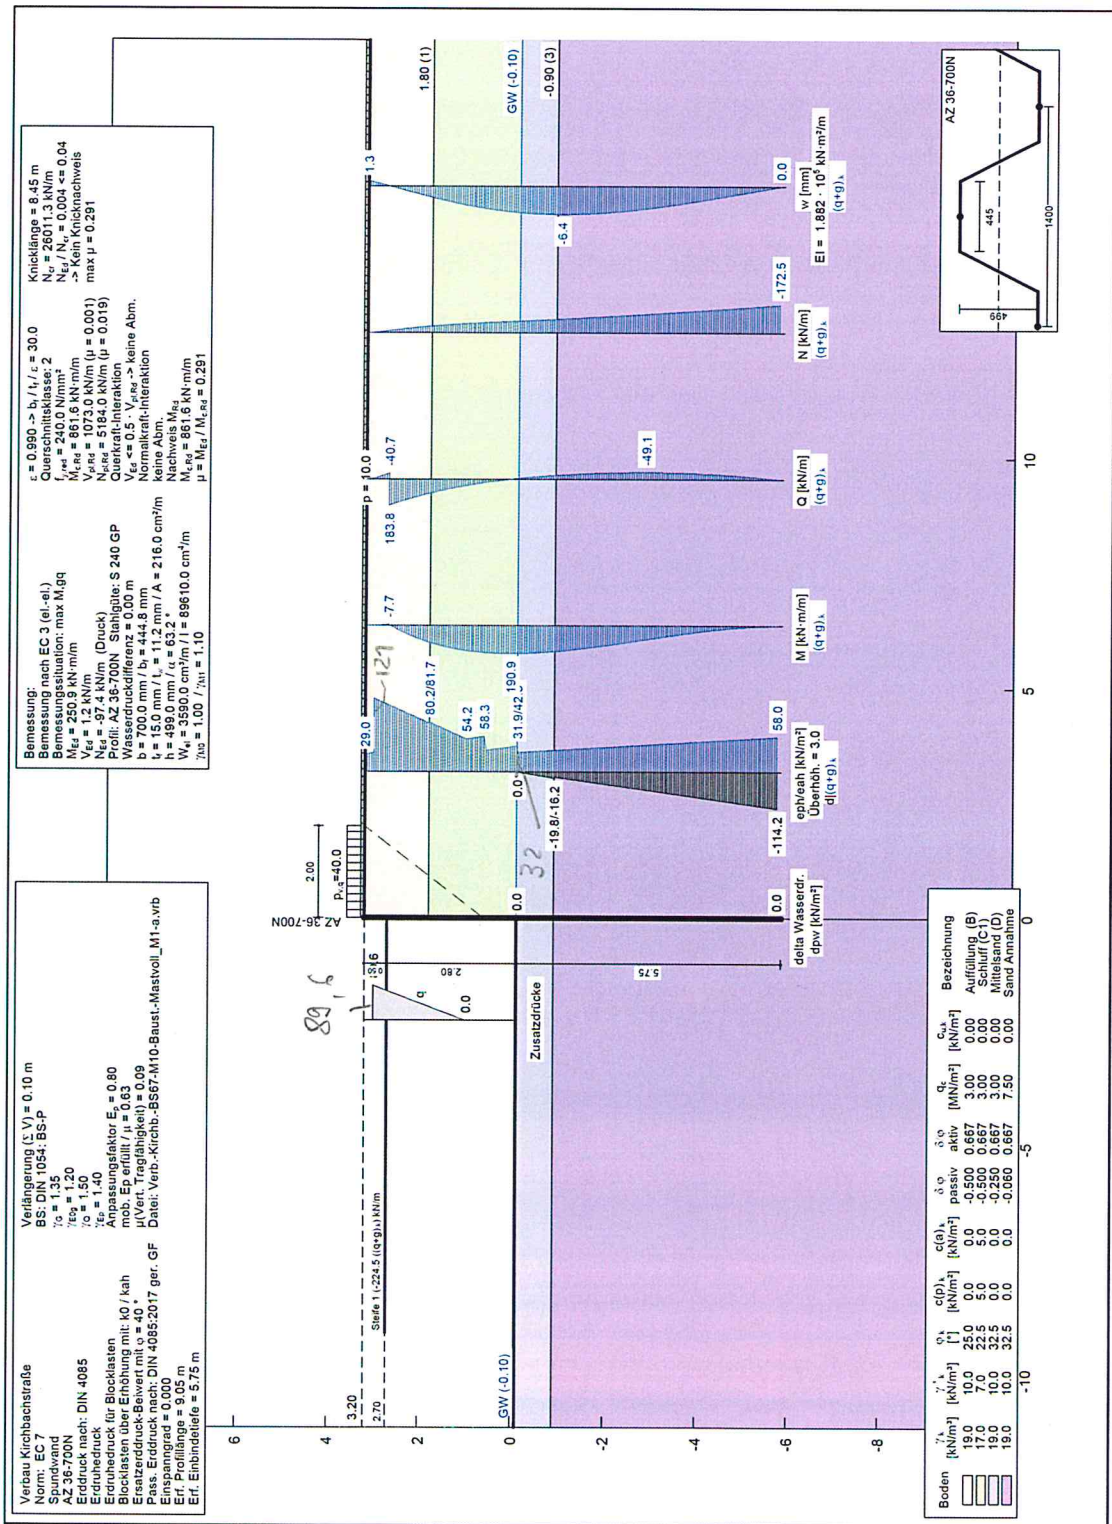 Verbau Kirchbachstraße
Norm: EC 7
Spundwand
AZ 36-700N
Erddruck nach: DIN 4085
Erdruhedruck
Erdruhedruck für Blocklasten
Blocklasten über Erhöhung mit: k0 / kah
Ersatzerddruck-Beiwert mit φ = 40 °
Pass. Erddruck nach: DIN 4085:2017 ger. GF
Einspanngrad = 0.000
Erf. Profillänge = 9.05 m
Erf. Einbindetiefe = 5.75 m
Verlängerung (Σ V) = 0.10 m
BS: DIN 1054: BS-P
γG = 1.35
γE0g = 1.20
γQ = 1.50
γEp = 1.40
Anpassungsfaktor Ep = 0.80
mob. Ep erfüllt / μ = 0.63
μ(Vert. Tragfähigkeit) = 0.09
Datei: Verb.-Kirchb.-BS67-M10-Baust.-Mastvoll_M1-a.vrb
Bemessung:
Bemessung nach EC 3 (el.-el.)
Bemessungssituation: max M,gq
MEd = 250.9 kN·m/m
VEd = 1.2 kN/m
NEd = -97.4 kN/m (Druck)
Profil: AZ 36-700N Stahlgüte: S 240 GP
Wasserdruckdifferenz = 0.00 m
b = 700.0 mm / bf = 444.8 mm
tf = 15.0 mm / tw = 11.2 mm / A = 216.0 cm²/m
h = 499.0 mm / α = 63.2 °
Wel = 3590.0 cm³/m / I = 89610.0 cm⁴/m
γM0 = 1.00 / γM1 = 1.10
ε = 0.990 -> bf / tf / ε = 30.0
Querschnittsklasse: 2
fy,red = 240.0 N/mm²
Mc,Rd = 861.6 kN·m/m
Vpl,Rd = 1073.0 kN/m (μ = 0.001)
Npl,Rd = 5184.0 kN/m (μ = 0.019)
Querkraft-Interaktion
VEd <= 0.5 · Vpl,Rd -> keine Abm.
Normalkraft-Interaktion
keine Abm.
Nachweis MRd
Mc,Rd = 861.6 kN·m/m
μ = MEd / Mc,Rd = 0.291
Knicklänge = 8.45 m
Ncr = 26011.3 kN/m
NEd / Ncr = 0.004 <= 0.04
-> Kein Knicknachweis
max μ = 0.291
6
4
2
0
-2
-4
-6
-8
-10
-5
0
5
10
3.20
2.70
Steife 1 (-224.5 ((q+g)k) kN/m
GW (-0.10)
89,6
q
0.0
2.80
5.75
Zusatzdrücke
AZ 36-700N
2.00
pv,q=40.0
0.0
0.0
delta Wasserdr.
dpw [kN/m²]
32
29.0
121
80.2/81.7
54.2
58.3
0.0
-19.8/-16.2
-114.2
58.0
eph/eah [kN/m²]
Überhöh. = 3.0
d|(q+g)k
-7.7
190.9
M [kN·m/m]
(q+g)k
p = 10.0
-40.7
183.8
-49.1
Q [kN/m]
(q+g)k
-172.5
N [kN/m]
(q+g)k
1.3
-6.4
0.0
w [mm]
EI = 1.882 · 10⁵ kN·m²/m
(q+g)k
1.80 (1)
GW (-0.10)
-0.90 (3)
AZ 36-700N
499
445
1400
Boden γk [kN/m³] γ'k [kN/m³] φk [°] c(p)k [kN/m²] c(a)k [kN/m²] δ/φ passiv δ/φ aktiv qc [MN/m²] cu,k [kN/m²] Bezeichnung
19.0 10.0 25.0 0.0 0.0 -0.500 0.667 3.00 0.00 Auffüllung (B)
17.0 7.0 22.5 5.0 5.0 -0.500 0.667 3.00 0.00 Schluff (C1)
19.0 10.0 32.5 0.0 0.0 -0.250 0.667 3.00 0.00 Mittelsand (D)
19.0 10.0 32.5 0.0 0.0 -0.060 0.667 7.50 0.00 Sand Annahme